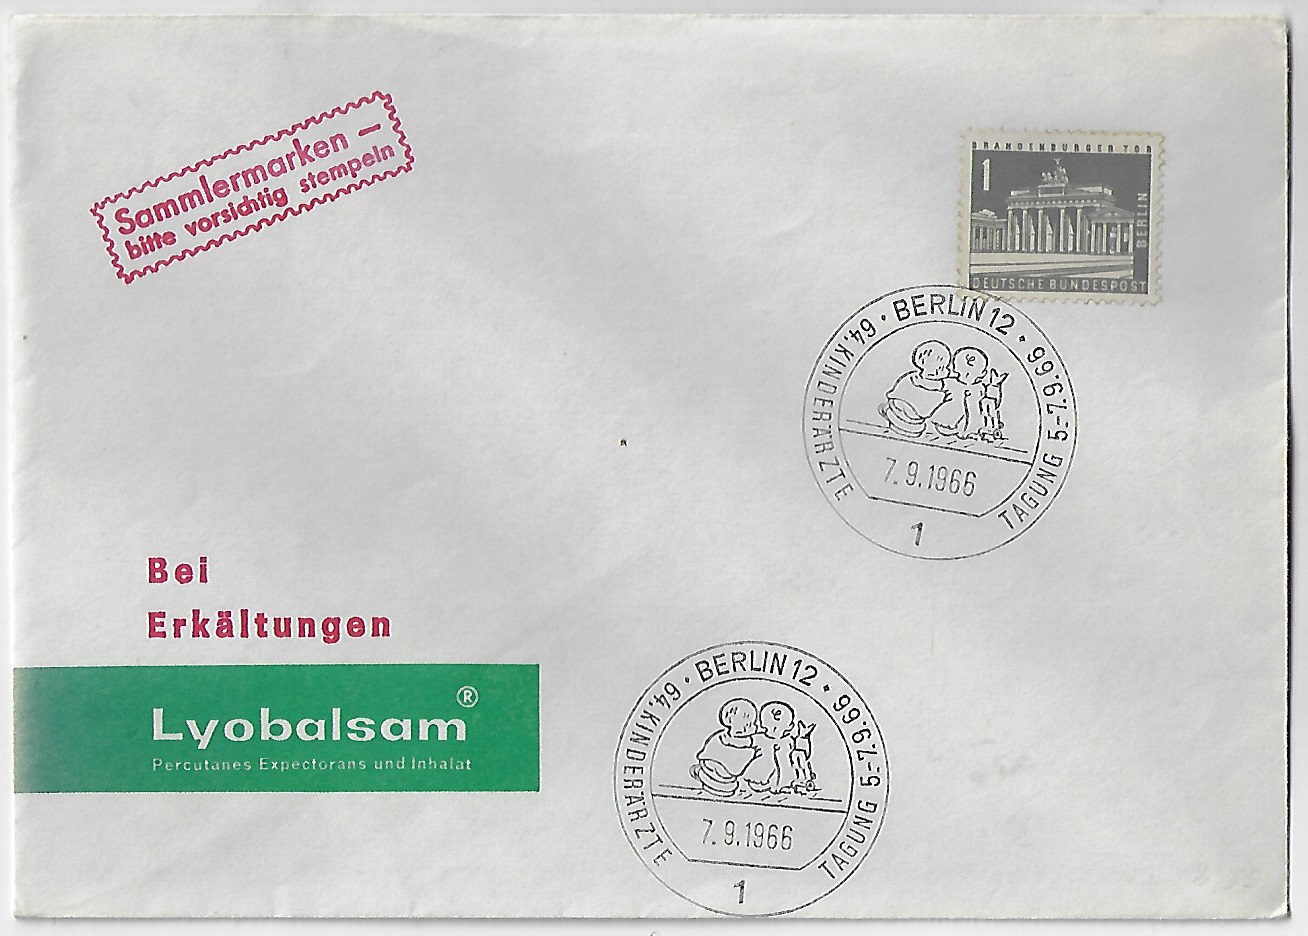 Sammlermarken –
bitte vorsichtig stempeln
BRANDENBURGER TOR
1
BERLIN
DEUTSCHE BUNDESPOST
64. KINDERÄRZTE · BERLIN 12 · TAGUNG 5-7.9.66
7.9.1966
1
Bei
Erkältungen
Lyobalsam®
Percutanes Expectorans und Inhalat
64. KINDERÄRZTE · BERLIN 12 · TAGUNG 5-7.9.66
7.9.1966
1